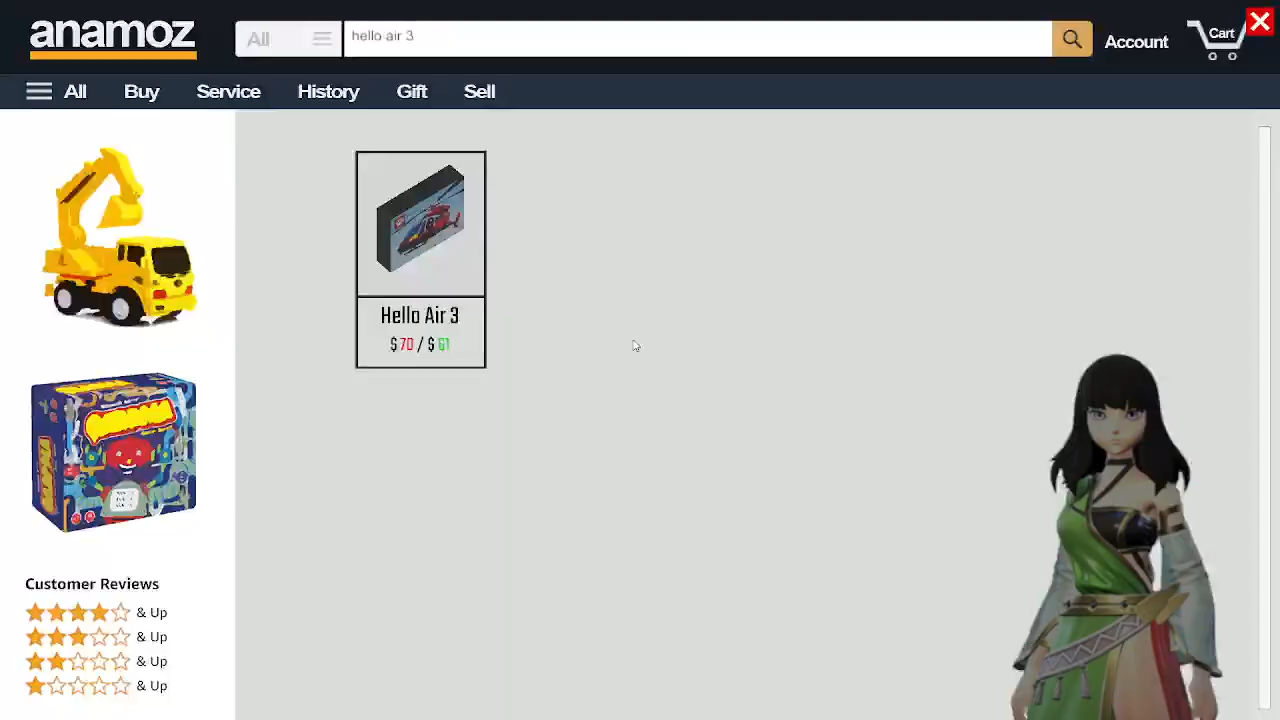 anamoz
All
hello air 3
Account
Cart
All
Buy
Service
History
Gift
Sell
Hello Air 3
$ 70 / $ 61
Customer Reviews
& Up
& Up
& Up
& Up